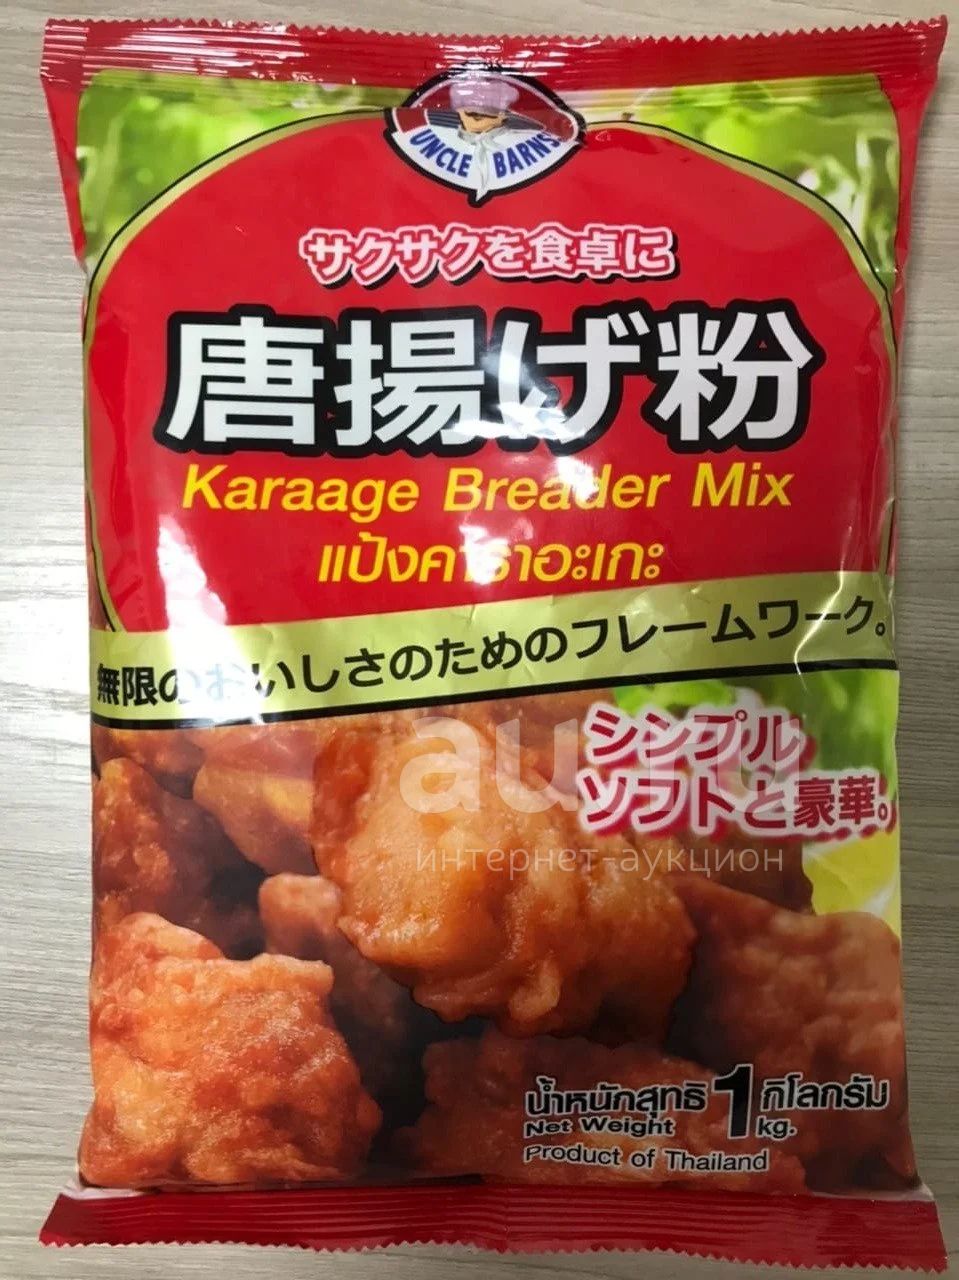 UNCLE BARNS
サクサクを食卓に
唐揚げ粉
Karaage Breader Mix
แป้งคาราอะเกะ
無限のおいしさのためのフレームワーク。
シンプル
ソフトと豪華。
au.ru
интернет-аукцион
น้ำหนักสุทธิ 1 กิโลกรัม
Net Weight kg.
Product of Thailand